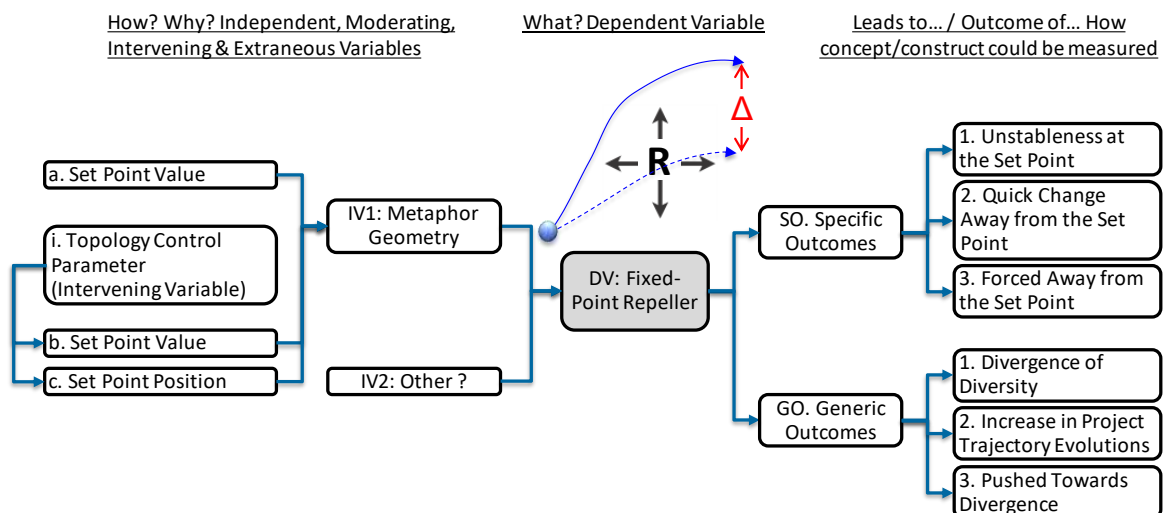 How? Why? Independent, Moderating,
Intervening & Extraneous Variables
What? Dependent Variable
Leads to... / Outcome of... How
concept/construct could be measured
Δ
R
a. Set Point Value
i. Topology Control
Parameter
(Intervening Variable)
b. Set Point Value
c. Set Point Position
IV1: Metaphor
Geometry
IV2: Other ?
DV: Fixed-
Point Repeller
SO. Specific
Outcomes
GO. Generic
Outcomes
1. Unstableness at
the Set Point
2. Quick Change
Away from the Set
Point
3. Forced Away from
the Set Point
1. Divergence of
Diversity
2. Increase in Project
Trajectory Evolutions
3. Pushed Towards
Divergence